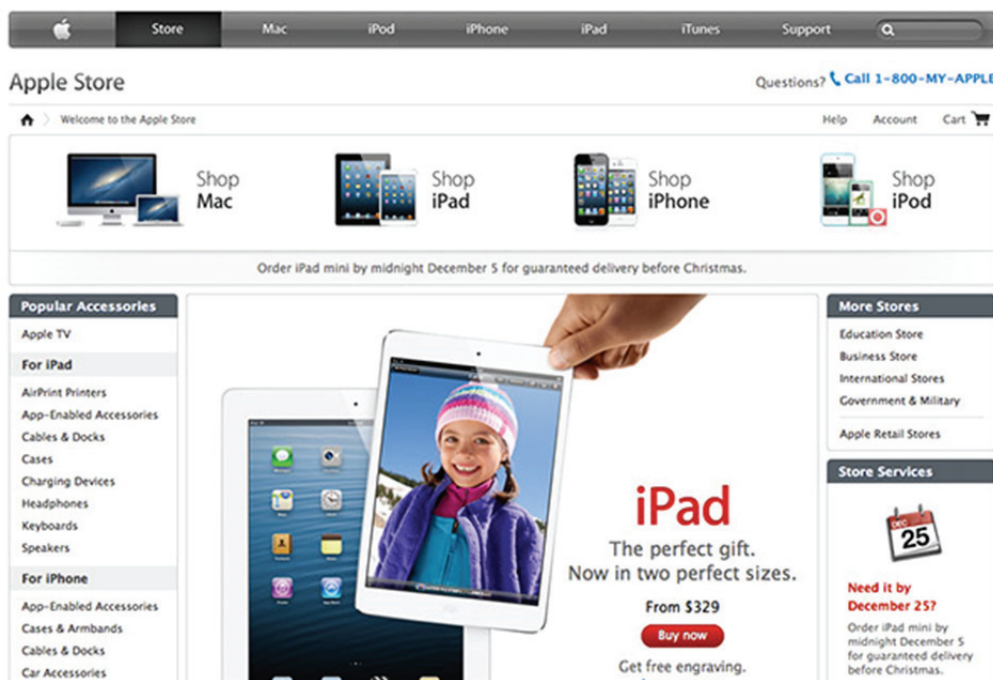 Store Mac iPod iPhone iPad iTunes Support
Apple Store
Questions? Call 1-800-MY-APPLE
Welcome to the Apple Store
Help Account Cart
Shop
Mac
Shop
iPad
Shop
iPhone
Shop
iPod
Order iPad mini by midnight December 5 for guaranteed delivery before Christmas.
Popular Accessories
Apple TV
For iPad
AirPrint Printers
App-Enabled Accessories
Cables & Docks
Cases
Charging Devices
Headphones
Keyboards
Speakers
For iPhone
App-Enabled Accessories
Cases & Armbands
Cables & Docks
Car Accessories
iPad
The perfect gift.
Now in two perfect sizes.
From $329
Buy now
Get free engraving.
More Stores
Education Store
Business Store
International Stores
Government & Military
Apple Retail Stores
Store Services
DEC
25
Need it by
December 25?
Order iPad mini by
midnight December 5
for guaranteed delivery
before Christmas.